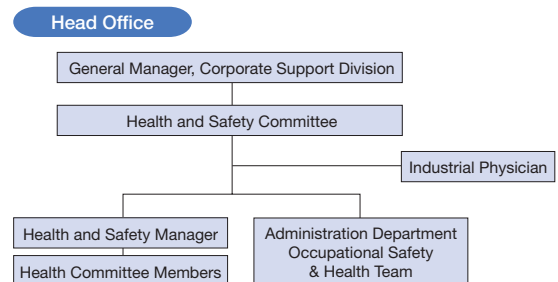 Head Office
General Manager, Corporate Support Division
Health and Safety Committee
Industrial Physician
Health and Safety Manager
Health Committee Members
Administration Department
Occupational Safety
& Health Team